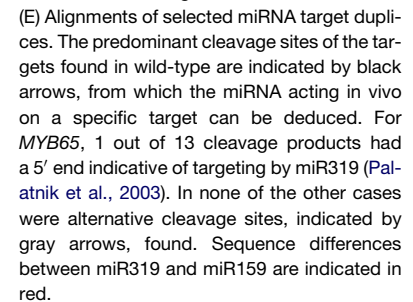 (E) Alignments of selected miRNA target dupli-
ces. The predominant cleavage sites of the tar-
gets found in wild-type are indicated by black
arrows, from which the miRNA acting in vivo
on a specific target can be deduced. For
MYB65, 1 out of 13 cleavage products had
a 5′ end indicative of targeting by miR319 (Pal-
atnik et al., 2003). In none of the other cases
were alternative cleavage sites, indicated by
gray arrows, found. Sequence differences
between miR319 and miR159 are indicated in
red.